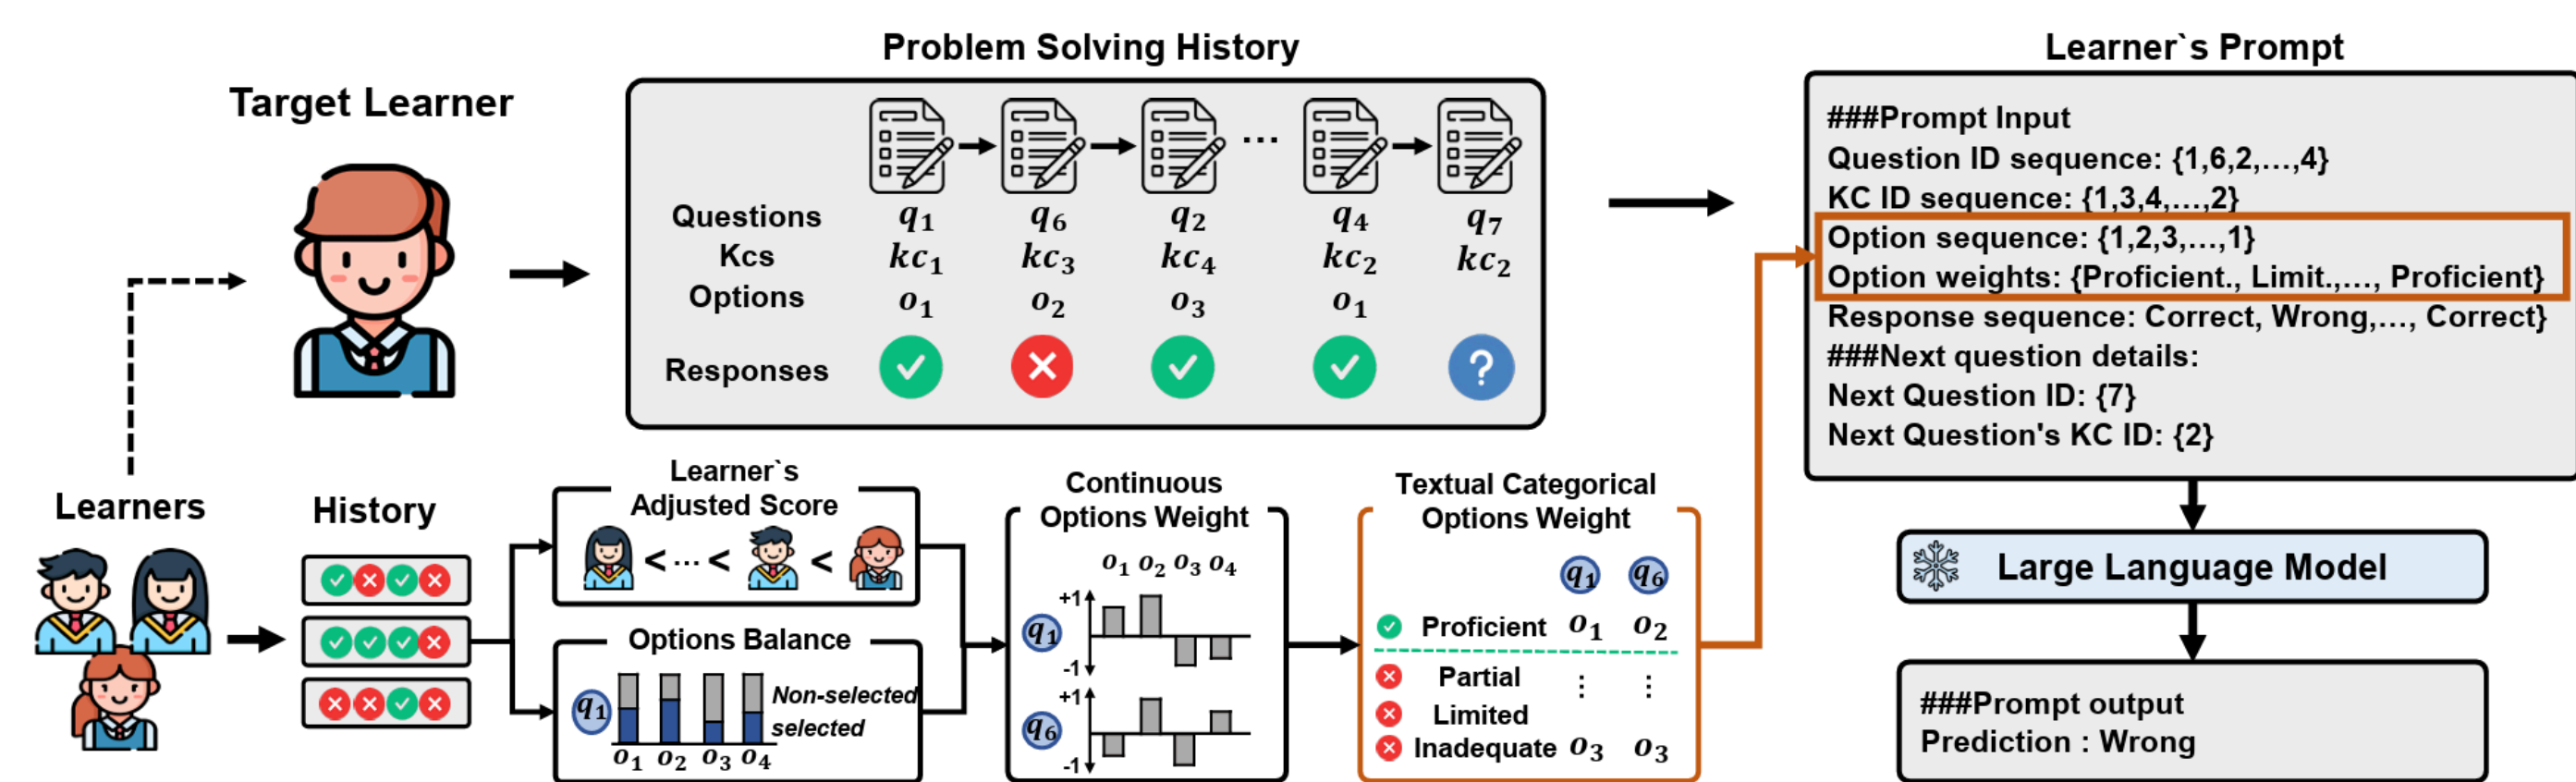 Problem Solving History
Learner`s Prompt
Target Learner
...
Questions q1 q6 q2 q4 q7
Kcs kc1 kc3 kc4 kc2 kc2
Options o1 o2 o3 o1
Responses ?
###Prompt Input
Question ID sequence: {1,6,2,...,4}
KC ID sequence: {1,3,4,...,2}
Option sequence: {1,2,3,...,1}
Option weights: {Proficient., Limit.,..., Proficient}
Response sequence: Correct, Wrong,..., Correct}
###Next question details:
Next Question ID: {7}
Next Question's KC ID: {2}
Learners
History
Learner`s
Adjusted Score
< ... < <
Options Balance
q1
Non-selected
selected
o1 o2 o3 o4
Continuous
Options Weight
o1 o2 o3 o4
+1
q1
-1
+1
q6
-1
Textual Categorical
Options Weight
q1 q6
Proficient o1 o2
Partial ⋮ ⋮
Limited
Inadequate o3 o3
Large Language Model
###Prompt output
Prediction : Wrong